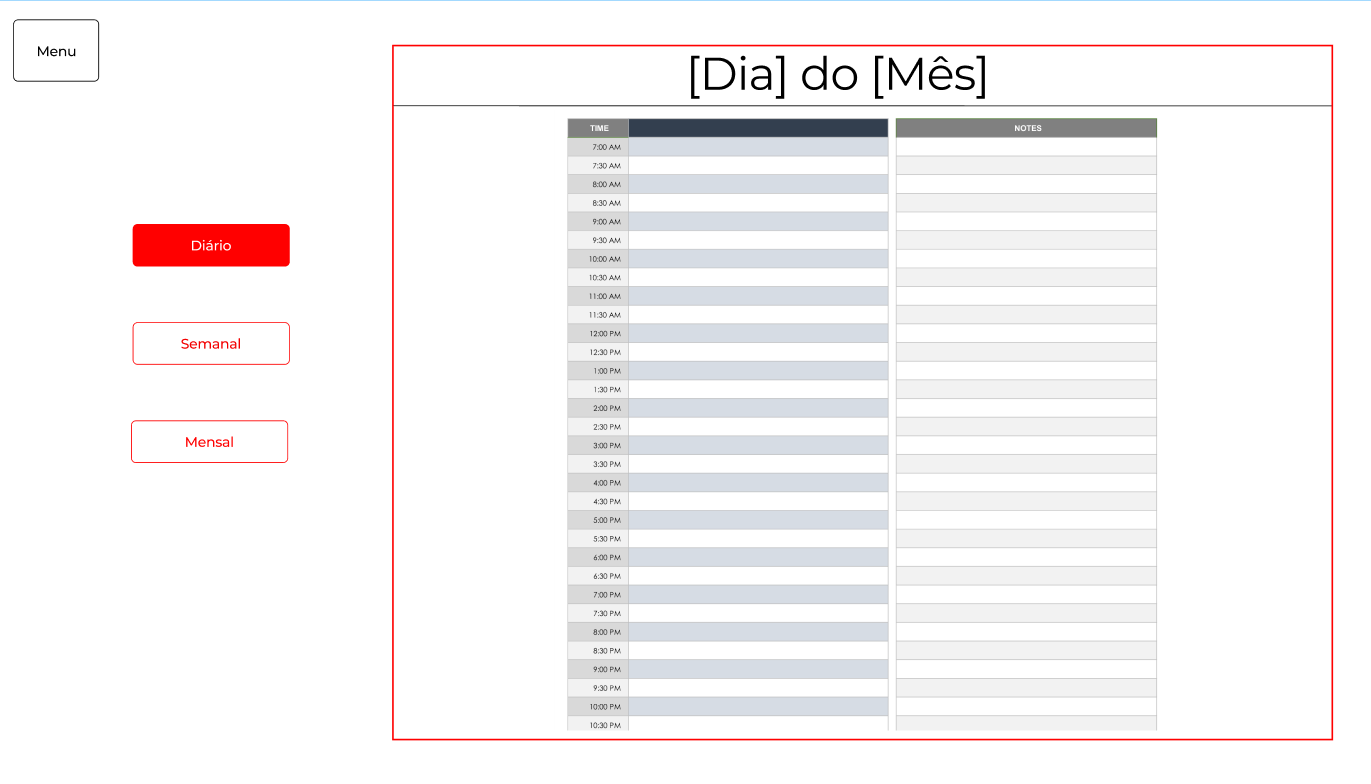 Menu
[Dia] do [Mês]
Diário
Semanal
Mensal
TIME
NOTES
7:00 AM
7:30 AM
8:00 AM
8:30 AM
9:00 AM
9:30 AM
10:00 AM
10:30 AM
11:00 AM
11:30 AM
12:00 PM
12:30 PM
1:00 PM
1:30 PM
2:00 PM
2:30 PM
3:00 PM
3:30 PM
4:00 PM
4:30 PM
5:00 PM
5:30 PM
6:00 PM
6:30 PM
7:00 PM
7:30 PM
8:00 PM
8:30 PM
9:00 PM
9:30 PM
10:00 PM
10:30 PM